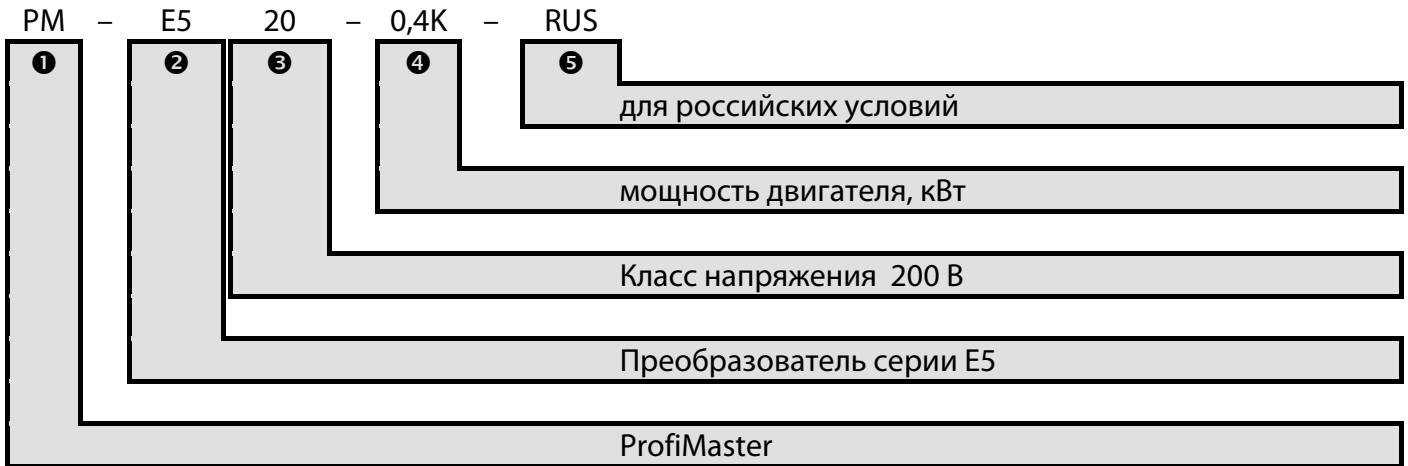 PM – E5 20 – 0,4K – RUS
❶ ❷ ❸ ❹ ❺
для российских условий
мощность двигателя, кВт
Класс напряжения 200 В
Преобразователь серии E5
ProfiMaster